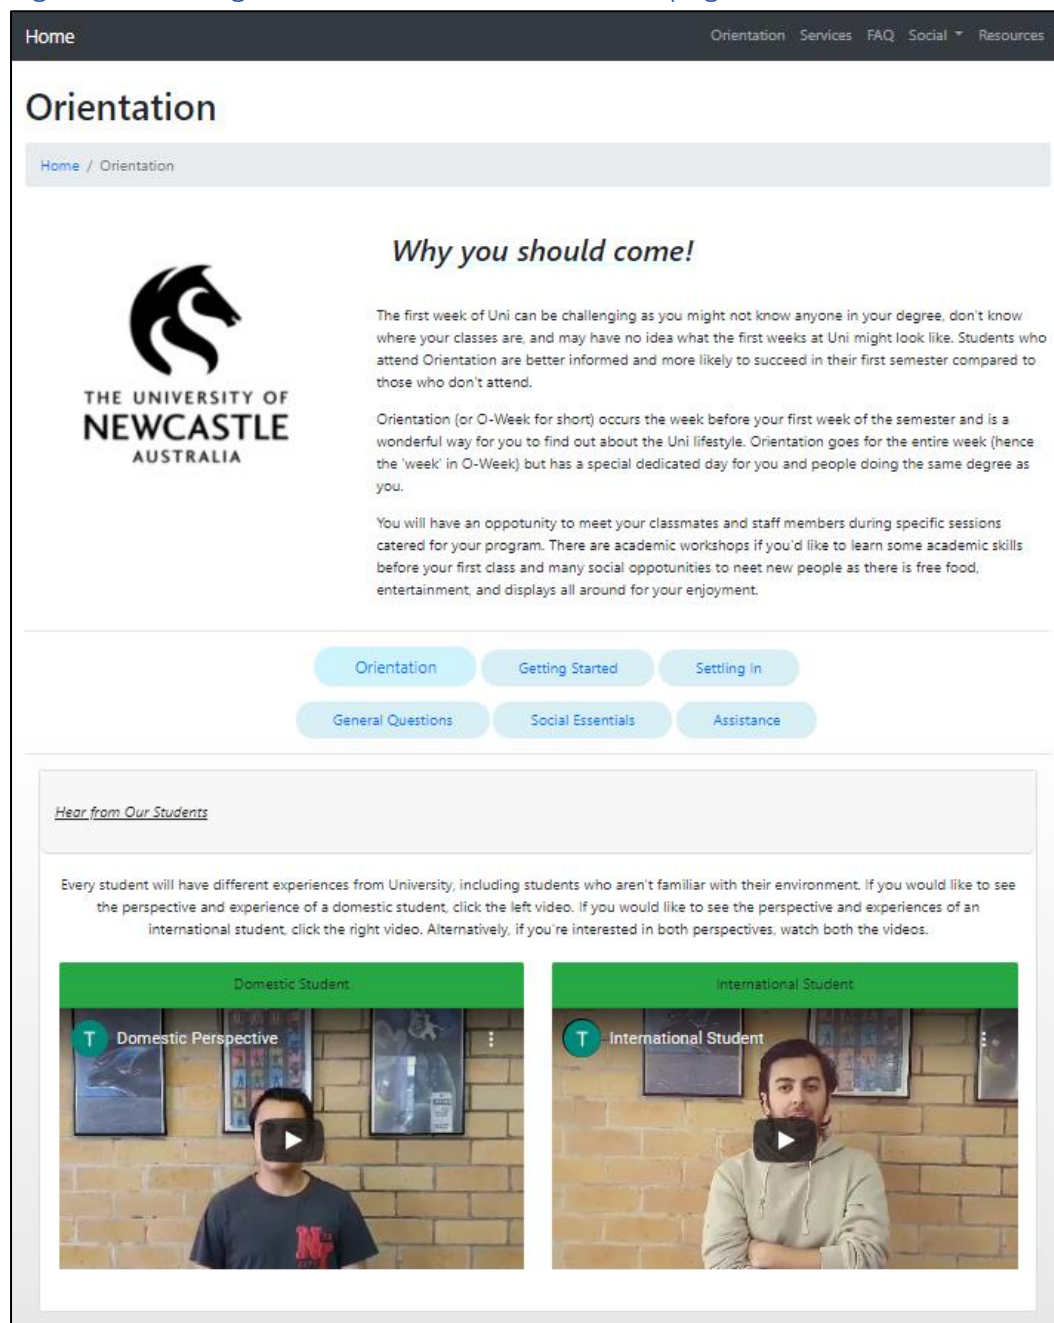 Home
Orientation Services FAQ Social Resources
Orientation
Home / Orientation
THE UNIVERSITY OF
NEWCASTLE
AUSTRALIA
Why you should come!
The first week of Uni can be challenging as you might not know anyone in your degree, don't know
where your classes are, and may have no idea what the first weeks at Uni might look like. Students who
attend Orientation are better informed and more likely to succeed in their first semester compared to
those who don't attend.
Orientation (or O-Week for short) occurs the week before your first week of the semester and is a
wonderful way for you to find out about the Uni lifestyle. Orientation goes for the entire week (hence
the 'week' in O-Week) but has a special dedicated day for you and people doing the same degree as
you.
You will have an oppotunity to meet your classmates and staff members during specific sessions
catered for your program. There are academic workshops if you'd like to learn some academic skills
before your first class and many social oppotunities to neet new people as there is free food,
entertainment, and displays all around for your enjoyment.
Orientation Getting Started Settling In
General Questions Social Essentials Assistance
Hear from Our Students
Every student will have different experiences from University, including students who aren't familiar with their environment. If you would like to see
the perspective and experience of a domestic student, click the left video. If you would like to see the perspective and experiences of an
international student, click the right video. Alternatively, if you're interested in both perspectives, watch both the videos.
Domestic Student
International Student
T Domestic Perspective
T International Student